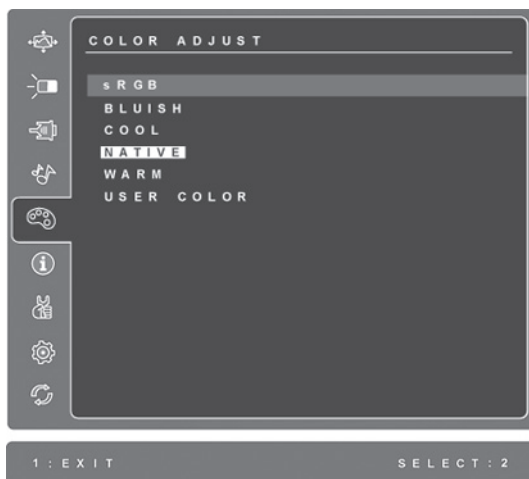 COLOR ADJUST
sRGB
BLUISH
COOL
NATIVE
WARM
USER COLOR
1:EXIT SELECT:2